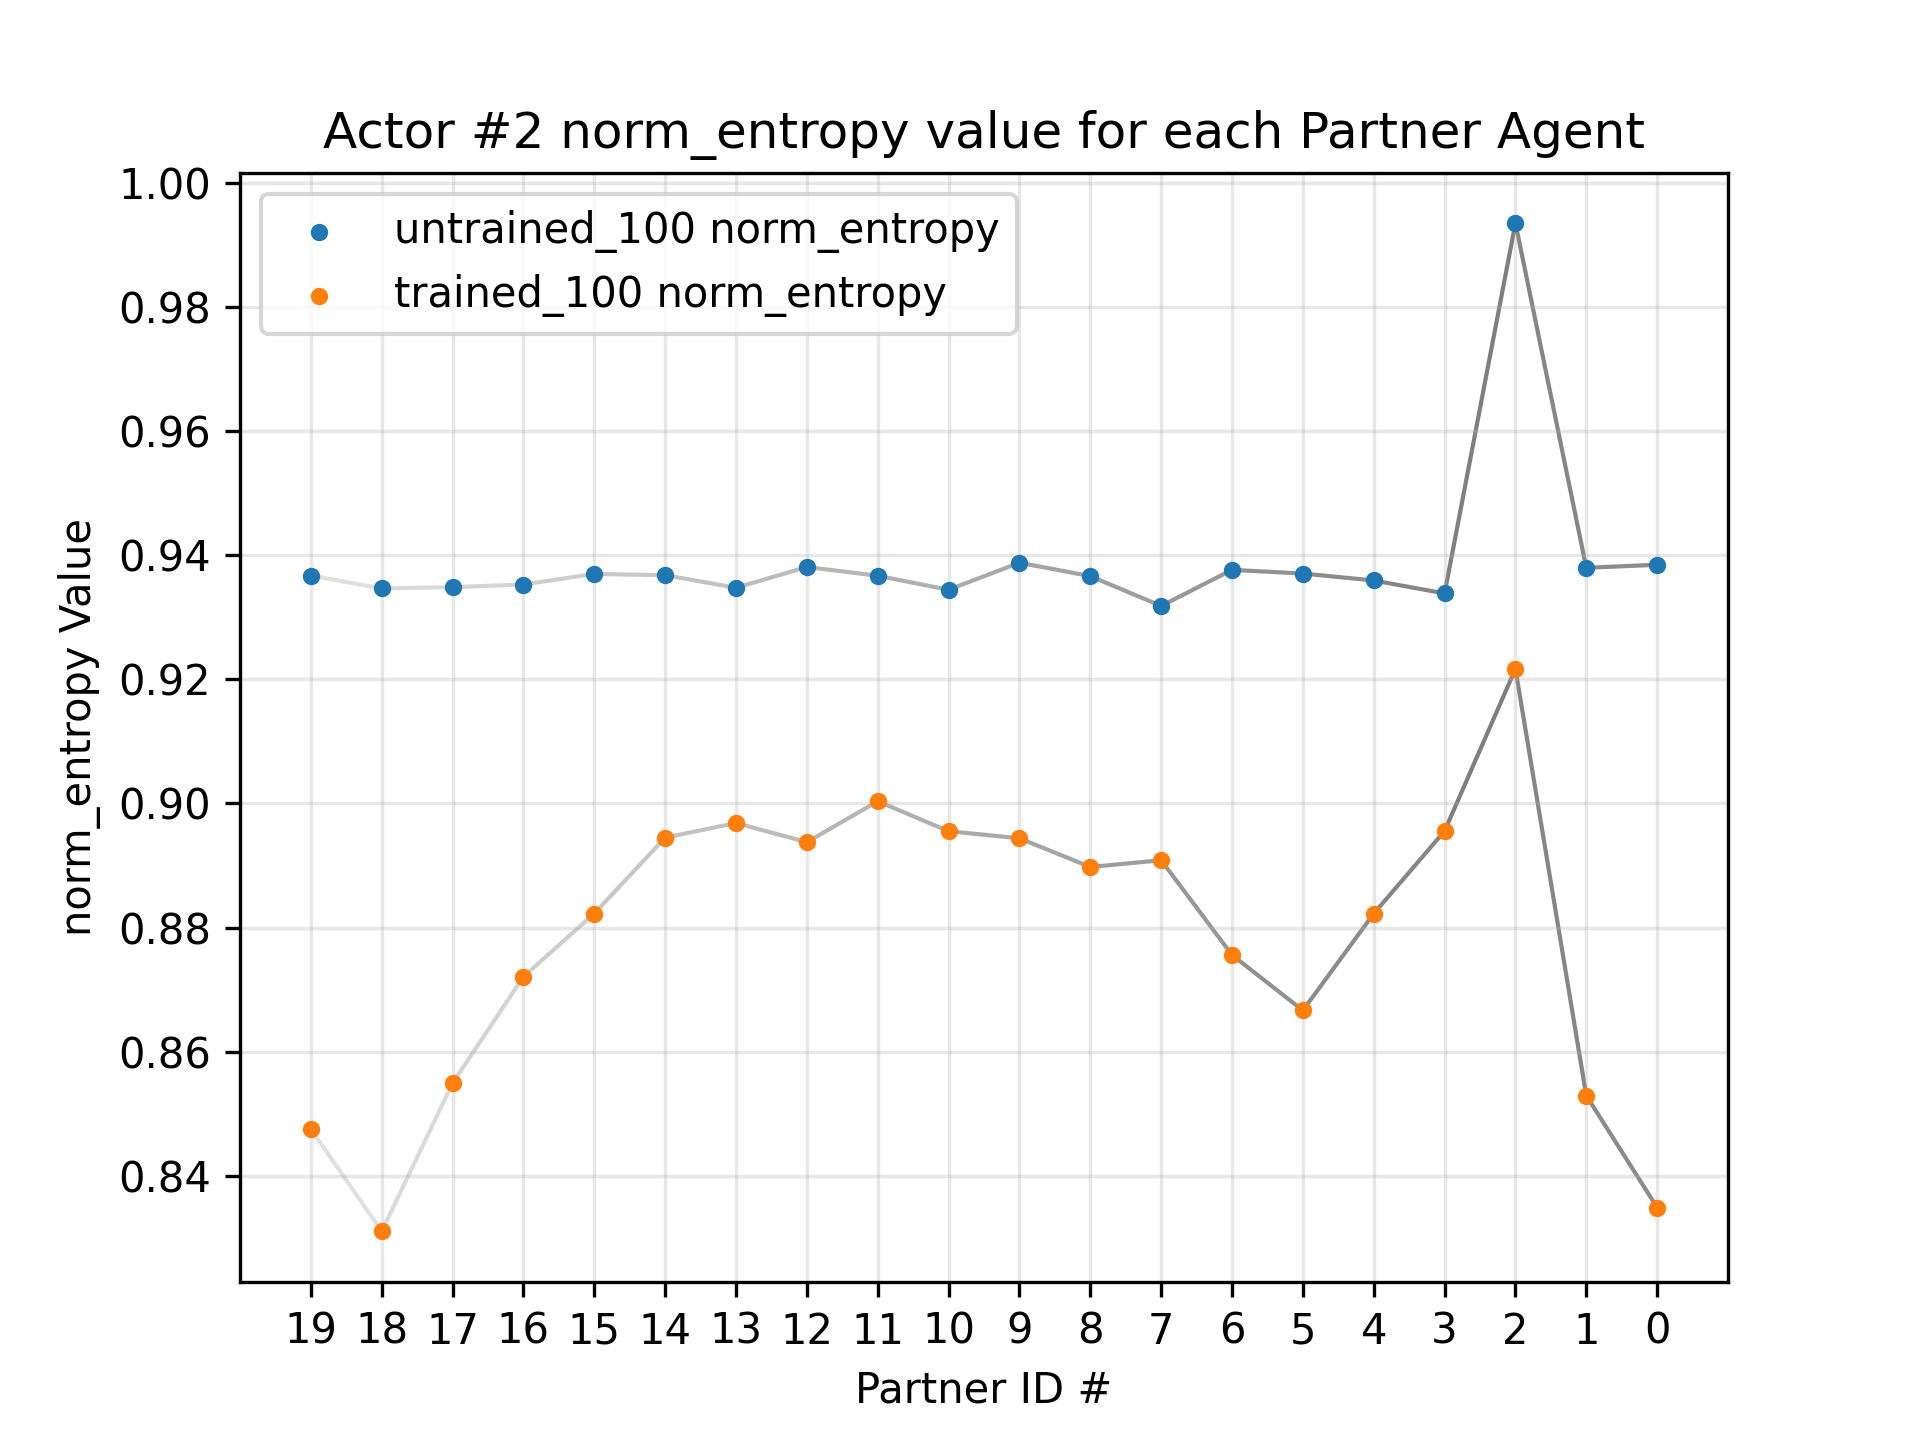 Actor #2 norm_entropy value for each Partner Agent
1.00
0.98
0.96
0.94
0.92
0.90
0.88
0.86
0.84
norm_entropy Value
untrained_100 norm_entropy
trained_100 norm_entropy
19 18 17 16 15 14 13 12 11 10 9 8 7 6 5 4 3 2 1 0
Partner ID #